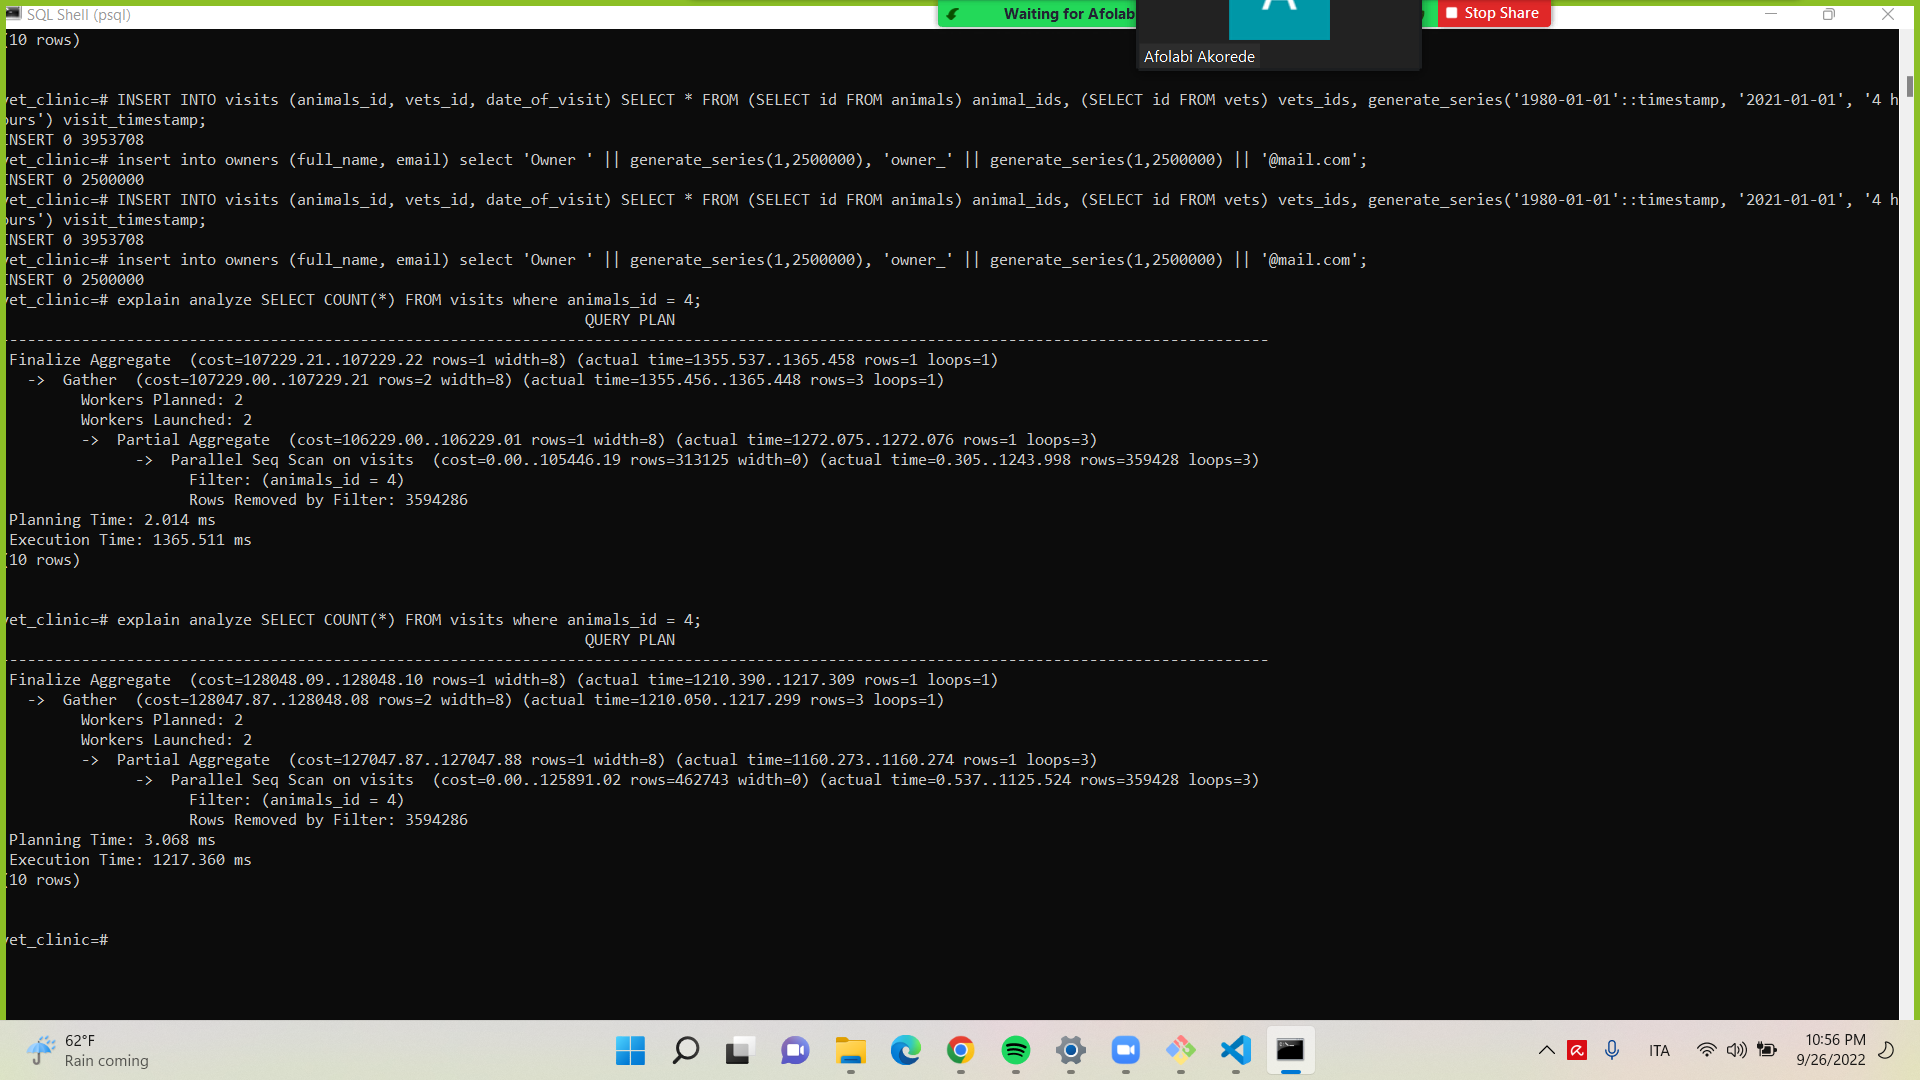 SQL Shell (psql)
Waiting for Afolab
Stop Share
Afolabi Akorede
(10 rows)
vet_clinic=# INSERT INTO visits (animals_id, vets_id, date_of_visit) SELECT * FROM (SELECT id FROM animals) animal_ids, (SELECT id FROM vets) vets_ids, generate_series('1980-01-01'::timestamp, '2021-01-01', '4 h
ours') visit_timestamp;
INSERT 0 3953708
vet_clinic=# insert into owners (full_name, email) select 'Owner ' || generate_series(1,2500000), 'owner_' || generate_series(1,2500000) || '@mail.com';
INSERT 0 2500000
vet_clinic=# INSERT INTO visits (animals_id, vets_id, date_of_visit) SELECT * FROM (SELECT id FROM animals) animal_ids, (SELECT id FROM vets) vets_ids, generate_series('1980-01-01'::timestamp, '2021-01-01', '4 h
ours') visit_timestamp;
INSERT 0 3953708
vet_clinic=# insert into owners (full_name, email) select 'Owner ' || generate_series(1,2500000), 'owner_' || generate_series(1,2500000) || '@mail.com';
INSERT 0 2500000
vet_clinic=# explain analyze SELECT COUNT(*) FROM visits where animals_id = 4;
QUERY PLAN
---------------------------------------------------------------------------------------------------------------------------------------------
Finalize Aggregate  (cost=107229.21..107229.22 rows=1 width=8) (actual time=1355.537..1365.458 rows=1 loops=1)
->  Gather  (cost=107229.00..107229.21 rows=2 width=8) (actual time=1355.456..1365.448 rows=3 loops=1)
Workers Planned: 2
Workers Launched: 2
->  Partial Aggregate  (cost=106229.00..106229.01 rows=1 width=8) (actual time=1272.075..1272.076 rows=1 loops=3)
->  Parallel Seq Scan on visits  (cost=0.00..105446.19 rows=313125 width=0) (actual time=0.305..1243.998 rows=359428 loops=3)
Filter: (animals_id = 4)
Rows Removed by Filter: 3594286
Planning Time: 2.014 ms
Execution Time: 1365.511 ms
(10 rows)
vet_clinic=# explain analyze SELECT COUNT(*) FROM visits where animals_id = 4;
QUERY PLAN
---------------------------------------------------------------------------------------------------------------------------------------------
Finalize Aggregate  (cost=128048.09..128048.10 rows=1 width=8) (actual time=1210.390..1217.309 rows=1 loops=1)
->  Gather  (cost=128047.87..128048.08 rows=2 width=8) (actual time=1210.050..1217.299 rows=3 loops=1)
Workers Planned: 2
Workers Launched: 2
->  Partial Aggregate  (cost=127047.87..127047.88 rows=1 width=8) (actual time=1160.273..1160.274 rows=1 loops=3)
->  Parallel Seq Scan on visits  (cost=0.00..125891.02 rows=462743 width=0) (actual time=0.537..1125.524 rows=359428 loops=3)
Filter: (animals_id = 4)
Rows Removed by Filter: 3594286
Planning Time: 3.068 ms
Execution Time: 1217.360 ms
(10 rows)
vet_clinic=#
62°F
Rain coming
ITA
10:56 PM
9/26/2022